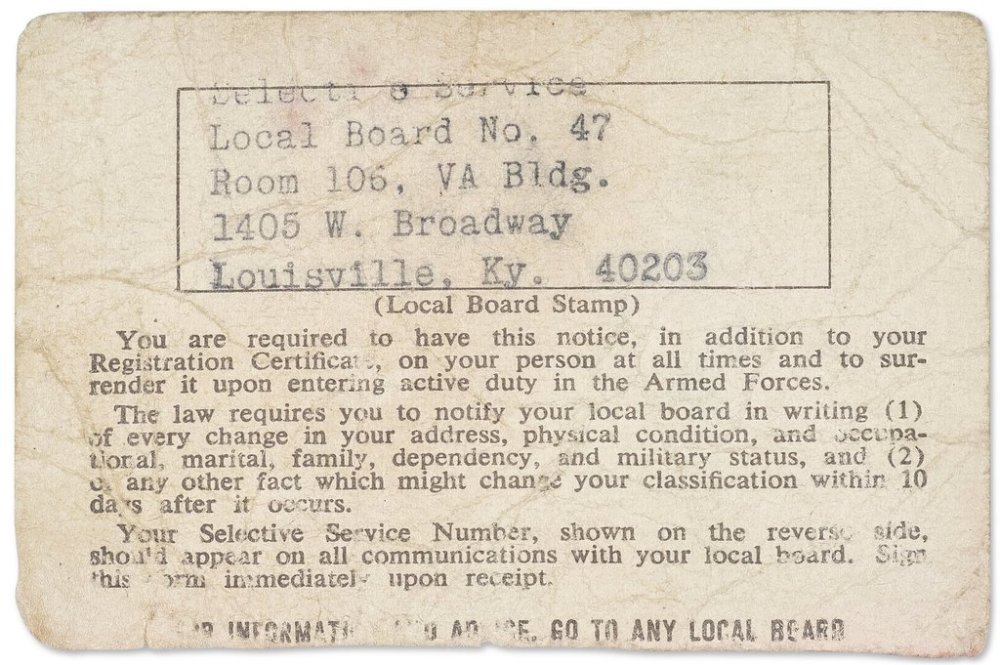 Service
Local Board No. 47
Room 106, VA Bldg.
1405 W. Broadway
Louisville, Ky. 40203
(Local Board Stamp)
You are required to have this notice, in addition to your
Registration Certificate, on your person at all times and to sur-
render it upon entering active duty in the Armed Forces.
The law requires you to notify your local board in writing (1)
of every change in your address, physical condition, and occupa-
tional, marital, family, dependency, and military status, and (2)
of any other fact which might change your classification within 10
days after it occurs.
Your Selective Service Number, shown on the reverse side,
should appear on all communications with your local board. Sign
this form immediately upon receipt.
GO TO ANY LOCAL BOARD